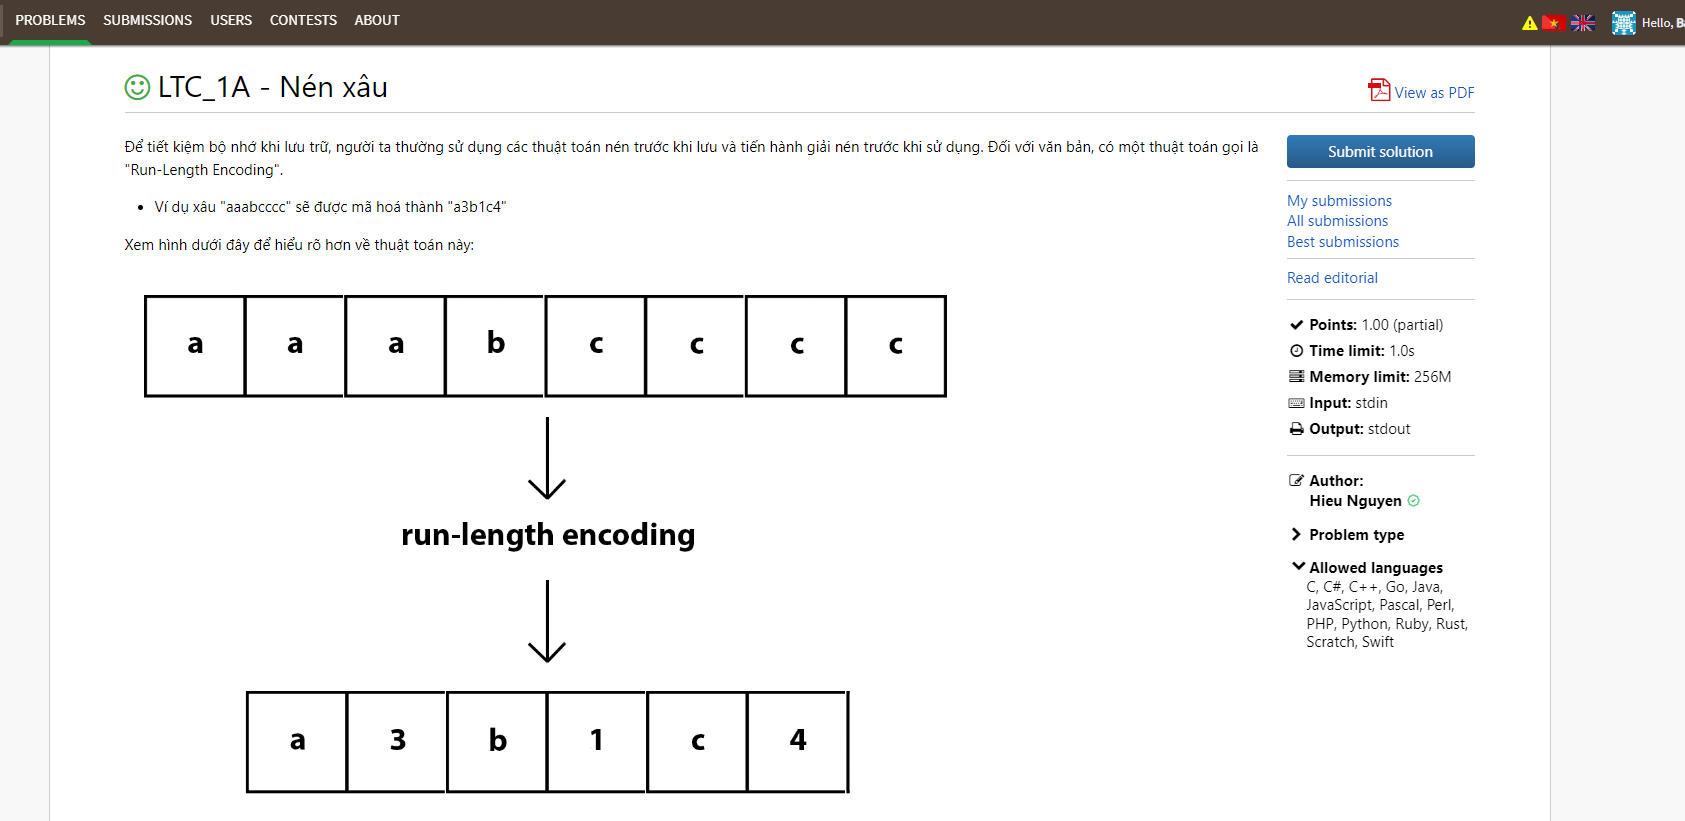 PROBLEMS SUBMISSIONS USERS CONTESTS ABOUT
Hello,
LTC_1A - Nén xâu
View as PDF
Để tiết kiệm bộ nhớ khi lưu trữ, người ta thường sử dụng các thuật toán nén trước khi lưu và tiến hành giải nén trước khi sử dụng. Đối với văn bản, có một thuật toán gọi là
"Run-Length Encoding".
• Ví dụ xâu "aaabcccc" sẽ được mã hoá thành "a3b1c4"
Xem hình dưới đây để hiểu rõ hơn về thuật toán này:
a a a b c c c c
run-length encoding
a 3 b 1 c 4
Submit solution
My submissions
All submissions
Best submissions
Read editorial
Points: 1.00 (partial)
Time limit: 1.0s
Memory limit: 256M
Input: stdin
Output: stdout
Author:
Hieu Nguyen
Problem type
Allowed languages
C, C#, C++, Go, Java,
JavaScript, Pascal, Perl,
PHP, Python, Ruby, Rust,
Scratch, Swift